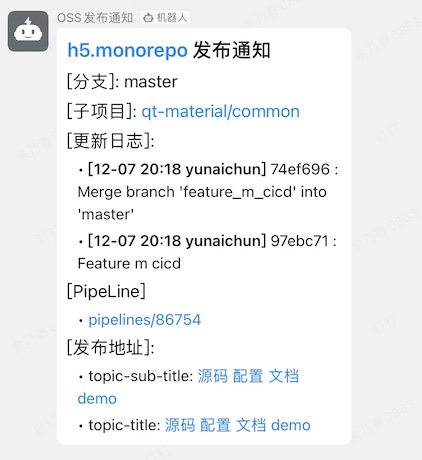 OSS发布通知 机器人
h5.monorepo 发布通知
[分支]: master
[子项目]: qt-material/common
[更新日志]:
• [12-07 20:18 yunaichun] 74ef696 :
Merge branch 'feature_m_cicd' into
'master'
• [12-07 20:18 yunaichun] 97ebc71 :
Feature m cicd
[PipeLine]
• pipelines/86754
[发布地址]:
• topic-sub-title: 源码 配置 文档
demo
• topic-title: 源码 配置 文档 demo